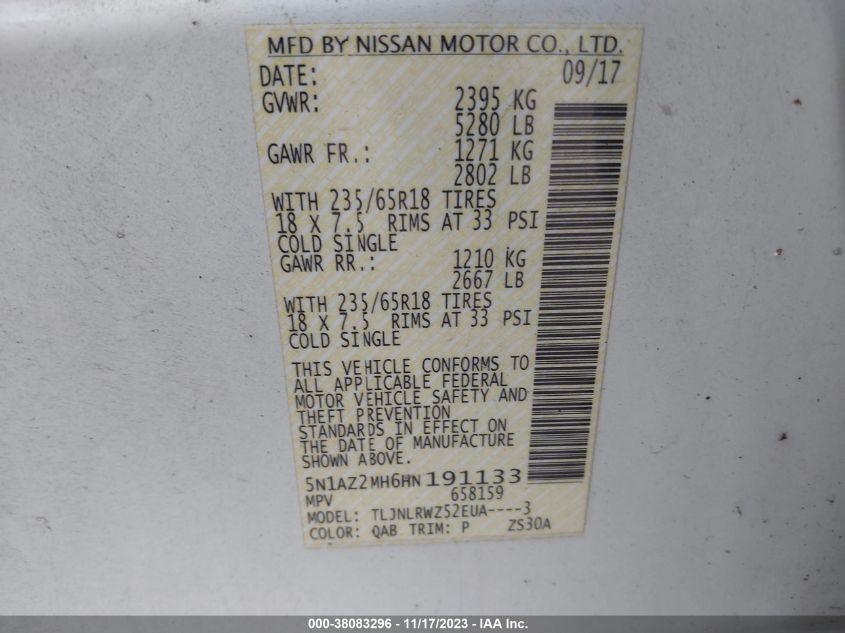 MFD BY NISSAN MOTOR CO., LTD.
DATE: 09/17
GVWR: 2395 KG
5280 LB
GAWR FR.: 1271 KG
2802 LB
WITH 235/65R18 TIRES
18 X 7.5 RIMS AT 33 PSI
COLD SINGLE
GAWR RR.: 1210 KG
2667 LB
WITH 235/65R18 TIRES
18 X 7.5 RIMS AT 33 PSI
COLD SINGLE
THIS VEHICLE CONFORMS TO
ALL APPLICABLE FEDERAL
MOTOR VEHICLE SAFETY AND
THEFT PREVENTION
STANDARDS IN EFFECT ON
THE DATE OF MANUFACTURE
SHOWN ABOVE.
5N1AZ2MH6HN191133
MPV 658159
MODEL: TLJNLRWZ52EUA----3
COLOR: QAB TRIM: P ZS30A
000-38083296 - 11/17/2023 - IAA Inc.